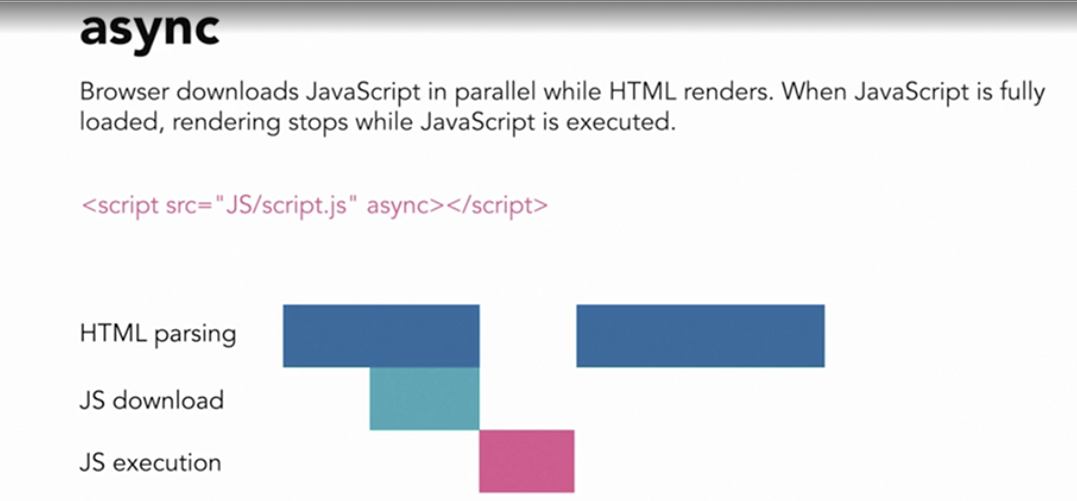 async
Browser downloads JavaScript in parallel while HTML renders. When JavaScript is fully
loaded, rendering stops while JavaScript is executed.
<script src="JS/script.js" async></script>
HTML parsing
JS download
JS execution